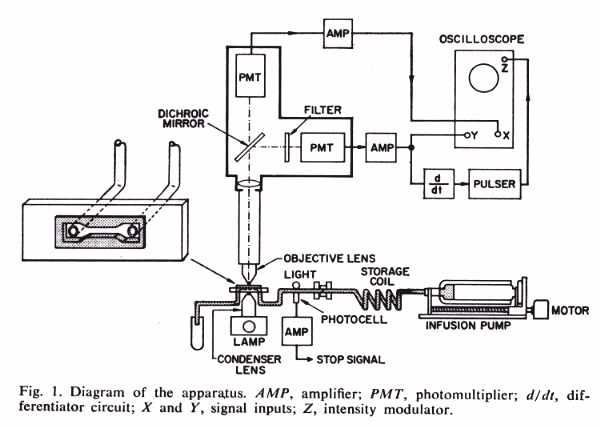 AMP
OSCILLOSCOPE
Z
PMT
DICHROIC
MIRROR
FILTER
PMT
AMP
Y
X
d
dt
PULSER
OBJECTIVE LENS
LIGHT
STORAGE
COIL
PHOTOCELL
MOTOR
INFUSION PUMP
LAMP
AMP
CONDENSER
LENS
STOP SIGNAL
Fig. 1. Diagram of the apparatus. AMP, amplifier; PMT, photomultiplier; d/dt, dif-
ferentiator circuit; X and Y, signal inputs; Z, intensity modulator.